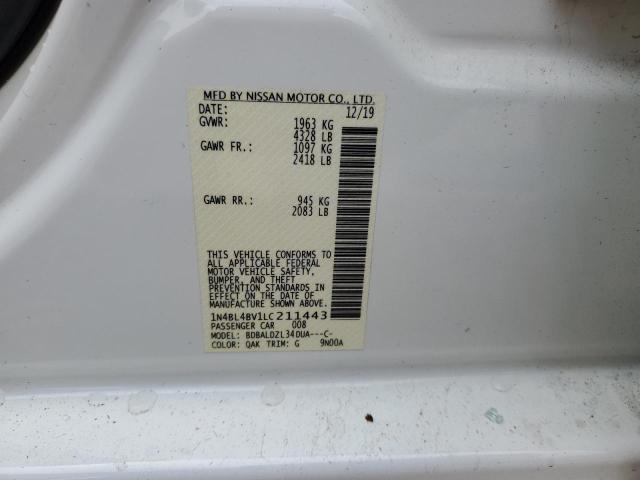 MFD BY NISSAN MOTOR CO., LTD.
DATE: 12/19
GVWR: 1963 KG
4328 LB
GAWR FR.: 1097 KG
2418 LB
GAWR RR.: 945 KG
2083 LB
THIS VEHICLE CONFORMS TO
ALL APPLICABLE FEDERAL
MOTOR VEHICLE SAFETY,
BUMPER, AND THEFT
PREVENTION STANDARDS IN
EFFECT ON THE DATE OF
MANUFACTURE SHOWN ABOVE.
1N4BL4BV1LC211443
PASSENGER CAR 008
MODEL: BDBALDZL34DUA---C-
COLOR: QAK TRIM: G 9N00A